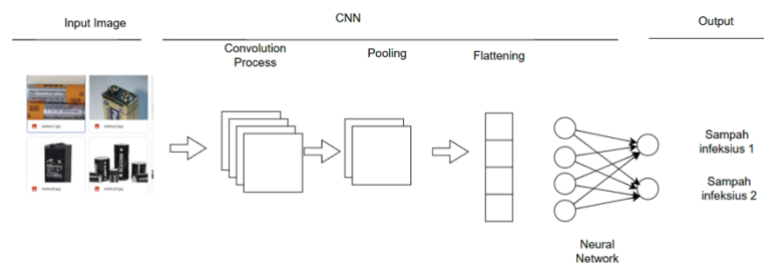 Input Image
CNN
Output
Convolution
Process
Pooling
Flattening
Sampah
infeksius 1
Sampah
infeksius 2
Neural
Network